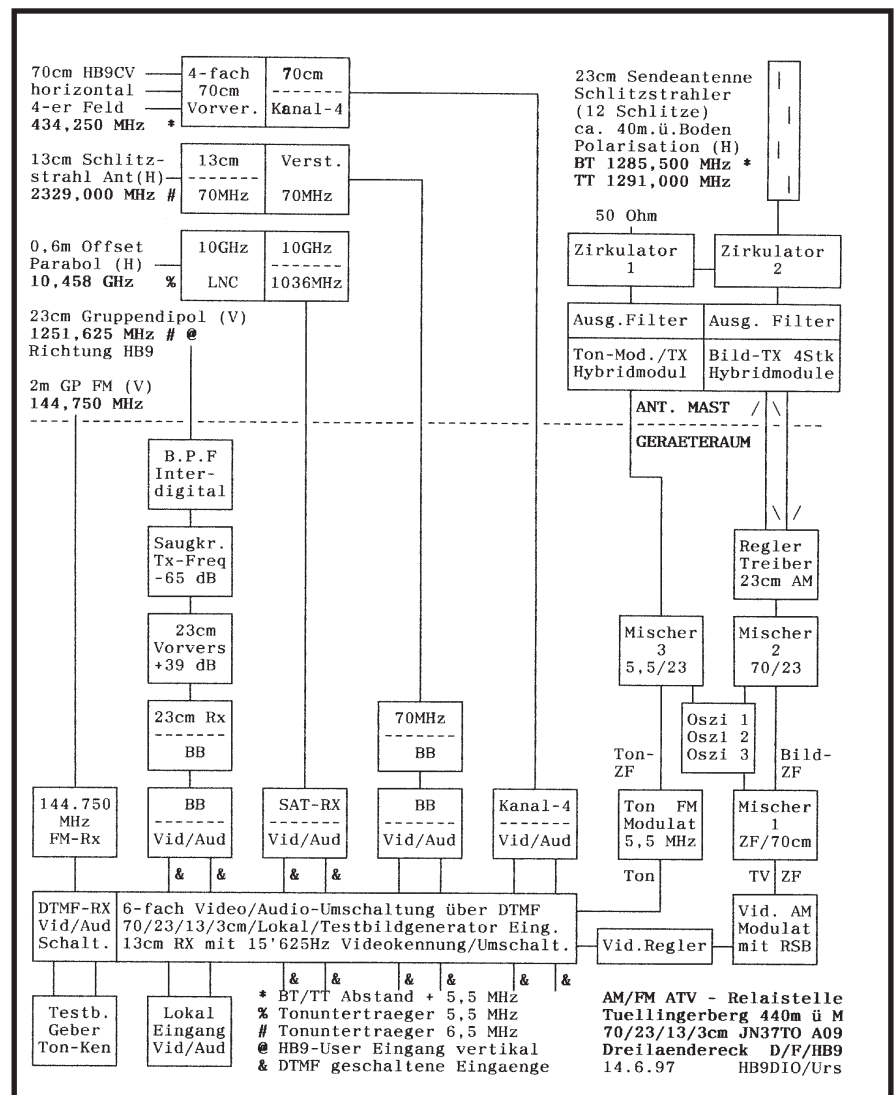 70cm HB9CV
horizontal
4-er Feld
434,250 MHz *
4-fach
70cm
Vorver.
70cm
-------
Kanal-4
13cm Schlitz-
strahl Ant(H)
2329,000 MHz #
13cm
-------
70MHz
Verst.
70MHz
0,6m Offset
Parabol (H)
10,458 GHz %
10GHz
LNC
10GHz
-------
1036MHz
23cm Gruppendipol (V)
1251,625 MHz # @
Richtung HB9
2m GP FM (V)
144,750 MHz
23cm Sendeantenne
Schlitzstrahler
(12 Schlitze)
ca. 40m.ü.Boden
Polarisation (H)
BT 1285,500 MHz *
TT 1291,000 MHz
50 Ohm
Zirkulator
1
Zirkulator
2
Ausg.Filter
Ausg. Filter
Ton-Mod./TX
Hybridmodul
Bild-TX 4Stk
Hybridmodule
ANT. MAST
GERAETERAUM
B.P.F
Inter-
digital
Saugkr.
Tx-Freq
-65 dB
23cm
Vorvers
+39 dB
23cm Rx
-------
BB
70MHz
-------
BB
Regler
Treiber
23cm AM
Mischer
3
5,5/23
Mischer
2
70/23
Oszi 1
Oszi 2
Oszi 3
Ton-
ZF
Bild-
ZF
144.750
MHz
FM-Rx
BB
-------
Vid/Aud
SAT-RX
-------
Vid/Aud
BB
-------
Vid/Aud
Kanal-4
-------
Vid/Aud
Ton FM
Modulat
5,5 MHz
Mischer
1
ZF/70cm
& & & &
Ton
TV ZF
DTMF-RX
Vid/Aud
Schalt.
6-fach Video/Audio-Umschaltung über DTMF
70/23/13/3cm/Lokal/Testbildgenerator Eing.
13cm RX mit 15'625Hz Videokennung/Umschalt.
Vid.Regler
Vid. AM
Modulat
mit RSB
& & & & & &
Testb.
Geber
Ton-Ken
Lokal
Eingang
Vid/Aud
* BT/TT Abstand + 5,5 MHz
% Tonuntertraeger 5,5 MHz
# Tonuntertraeger 6,5 MHz
@ HB9-User Eingang vertikal
& DTMF geschaltene Eingaenge
AM/FM ATV - Relaistelle
Tuellingerberg 440m ü M
70/23/13/3cm JN37TO A09
Dreilaendereck D/F/HB9
14.6.97 HB9DIO/Urs